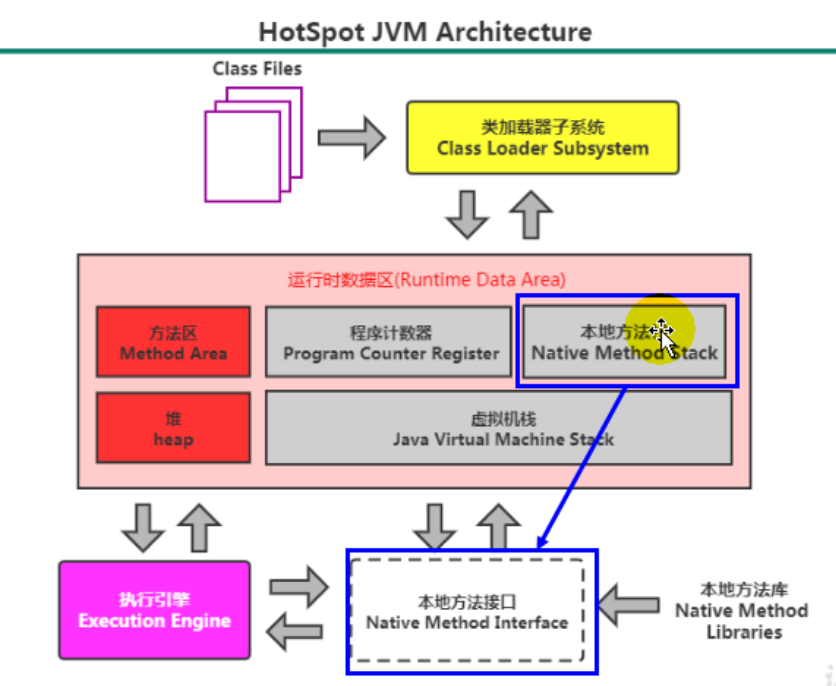 HotSpot JVM Architecture
Class Files
类加载器子系统
Class Loader Subsystem
运行时数据区(Runtime Data Area)
方法区
Method Area
程序计数器
Program Counter Register
本地方法
Native Method Stack
堆
heap
虚拟机栈
Java Virtual Machine Stack
执行引擎
Execution Engine
本地方法接口
Native Method Interface
本地方法库
Native Method
Libraries